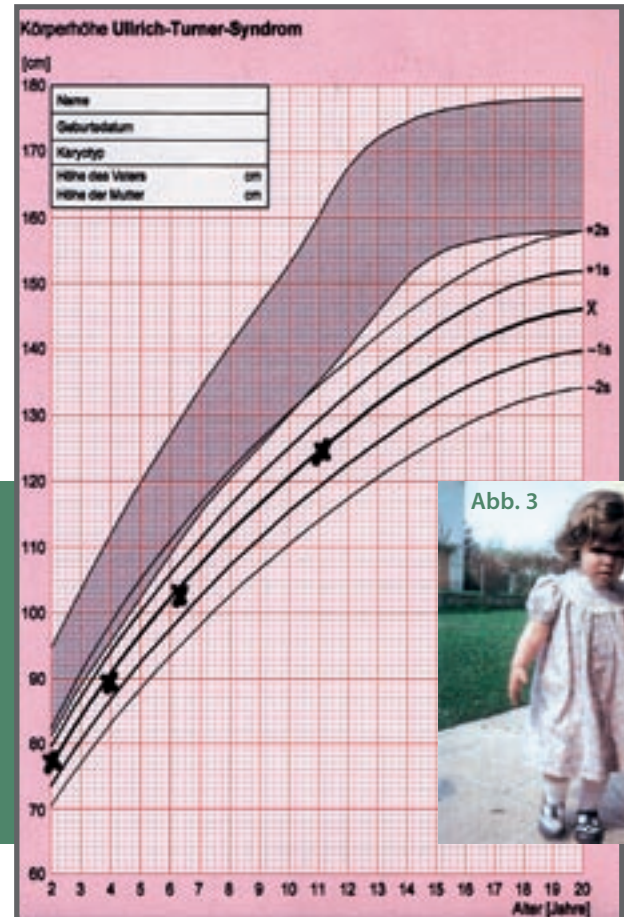 Körperhöhe Ullrich-Turner-Syndrom
[cm]
180
Name
Geburtsdatum
Karyotyp
Höhe des Vaters cm
Höhe der Mutter cm
170
160
+2s
+1s
150
X
140
−1s
−2s
130
120
Abb. 3
110
100
90
80
70
60
2 3 4 5 6 7 8 9 10 11 12 13 14 15 16 17 18 19 20
Alter [Jahre]